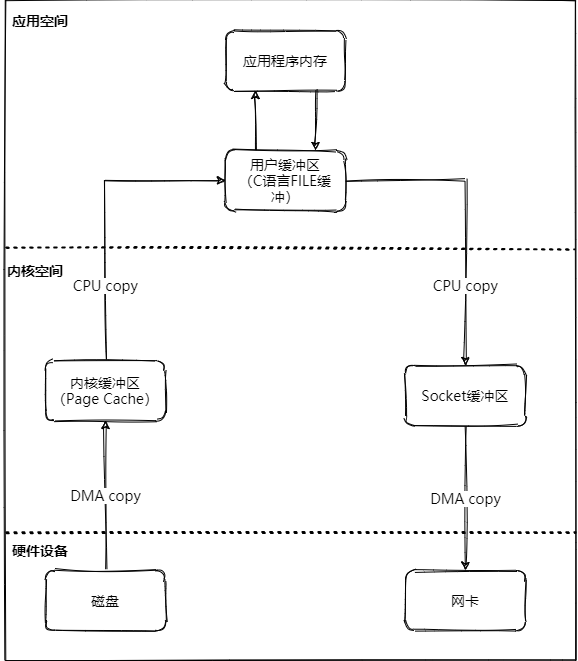 应用空间
应用程序内存
用户缓冲区
（C语言FILE缓
冲）
内核空间
CPU copy
CPU copy
内核缓冲区
（Page Cache）
Socket缓冲区
DMA copy
DMA copy
硬件设备
磁盘
网卡